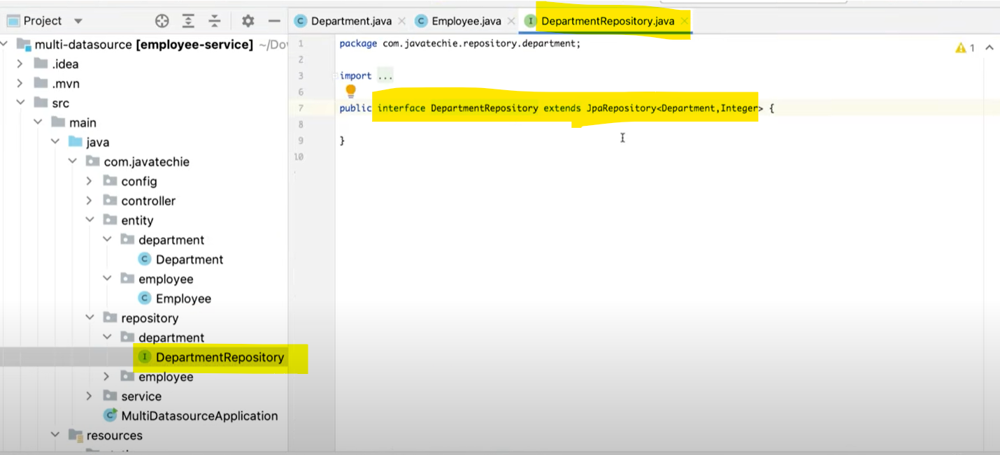 Project
Department.java
Employee.java
DepartmentRepository.java
multi-datasource [employee-service] ~/Do
.idea
.mvn
src
main
java
com.javatechie
config
controller
entity
department
Department
employee
Employee
repository
department
DepartmentRepository
employee
service
MultiDatasourceApplication
resources
1 package com.javatechie.repository.department;
2
3 import ...
6
7 public interface DepartmentRepository extends JpaRepository<Department,Integer> {
8
9 }
10
1